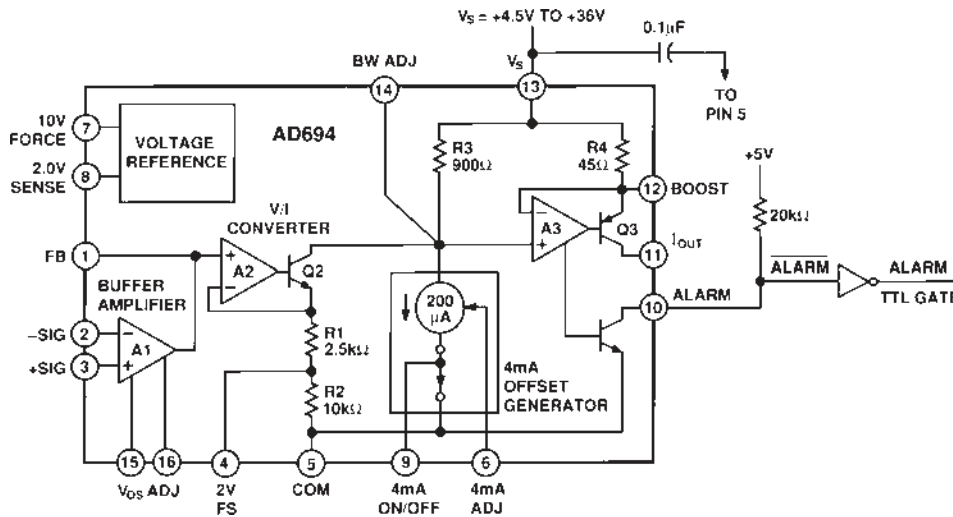 V_S = +4.5V TO +36V
0.1µF
BW ADJ
V_S
14
13
TO
PIN 5
10V
FORCE
7
VOLTAGE
REFERENCE
AD694
R3
900Ω
R4
45Ω
+5V
2.0V
SENSE
8
12
BOOST
V/I
CONVERTER
20kΩ
FB
1
+
A2
−
Q2
−
A3
+
Q3
11
I_OUT
BUFFER
AMPLIFIER
200
µA
10
ALARM
ALARM
ALARM
TTL GATE
−SIG
2
−
A1
+SIG
3
+
R1
2.5kΩ
R2
10kΩ
4mA
OFFSET
GENERATOR
15
16
4
5
9
6
V_OS ADJ
2V
FS
COM
4mA
ON/OFF
4mA
ADJ